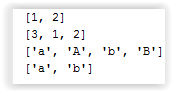 [1, 2]
[3, 1, 2]
['a', 'A', 'b', 'B']
['a', 'b']